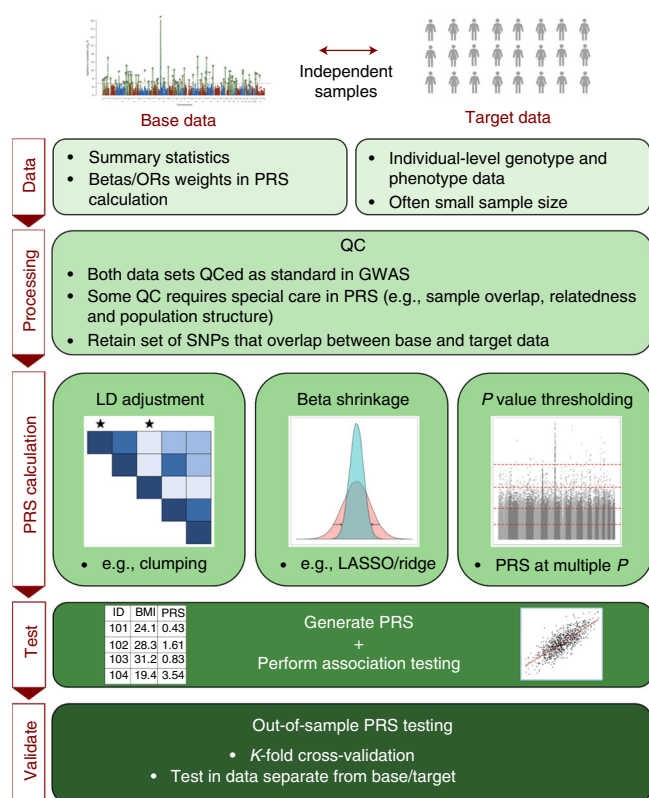 Independent
samples
Base data
Target data
Data
• Summary statistics
• Betas/ORs weights in PRS
calculation
• Individual-level genotype and
phenotype data
• Often small sample size
Processing
QC
• Both data sets QCed as standard in GWAS
• Some QC requires special care in PRS (e.g., sample overlap, relatedness
and population structure)
• Retain set of SNPs that overlap between base and target data
PRS calculation
LD adjustment
• e.g., clumping
Beta shrinkage
• e.g., LASSO/ridge
P value thresholding
• PRS at multiple P
Test
ID BMI PRS
101 24.1 0.43
102 28.3 1.61
103 31.2 0.83
104 19.4 3.54
Generate PRS
+
Perform association testing
Validate
Out-of-sample PRS testing
• K-fold cross-validation
• Test in data separate from base/target